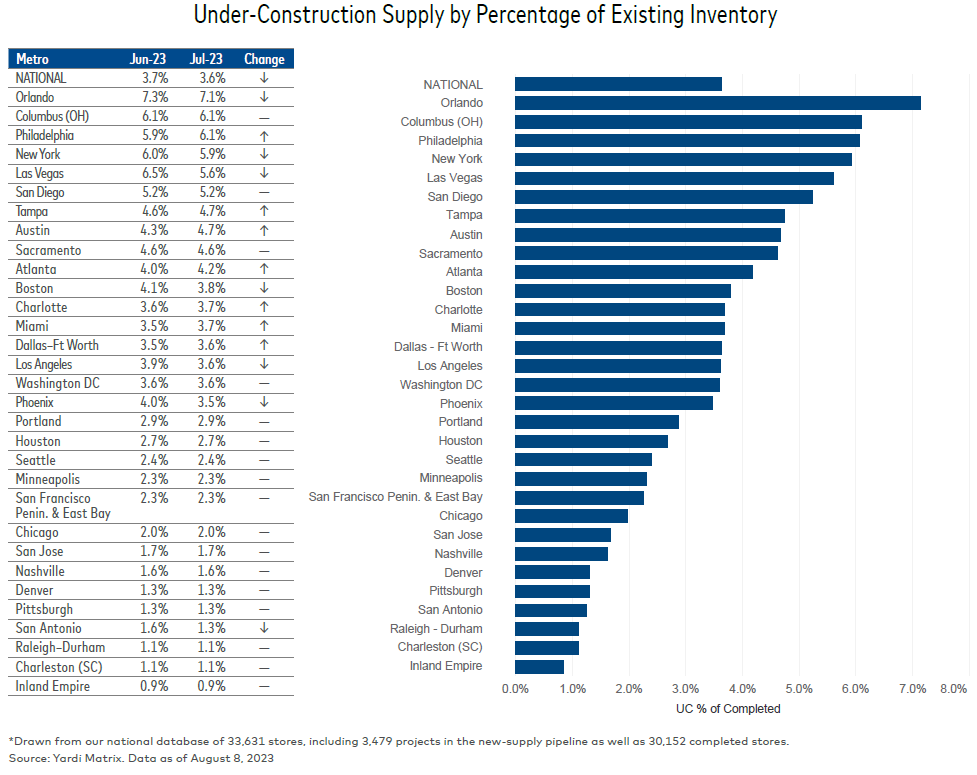 Under-Construction Supply by Percentage of Existing Inventory
Metro Jun-23 Jul-23 Change
NATIONAL 3.7% 3.6% ↓
Orlando 7.3% 7.1% ↓
Columbus (OH) 6.1% 6.1% —
Philadelphia 5.9% 6.1% ↑
New York 6.0% 5.9% ↓
Las Vegas 6.5% 5.6% ↓
San Diego 5.2% 5.2% —
Tampa 4.6% 4.7% ↑
Austin 4.3% 4.7% ↑
Sacramento 4.6% 4.6% —
Atlanta 4.0% 4.2% ↑
Boston 4.1% 3.8% ↓
Charlotte 3.6% 3.7% ↑
Miami 3.5% 3.7% ↑
Dallas–Ft Worth 3.5% 3.6% ↑
Los Angeles 3.9% 3.6% ↓
Washington DC 3.6% 3.6% —
Phoenix 4.0% 3.5% ↓
Portland 2.9% 2.9% —
Houston 2.7% 2.7% —
Seattle 2.4% 2.4% —
Minneapolis 2.3% 2.3% —
San Francisco 2.3% 2.3% —
Penin. & East Bay
Chicago 2.0% 2.0% —
San Jose 1.7% 1.7% —
Nashville 1.6% 1.6% —
Denver 1.3% 1.3% —
Pittsburgh 1.3% 1.3% —
San Antonio 1.6% 1.3% ↓
Raleigh–Durham 1.1% 1.1% —
Charleston (SC) 1.1% 1.1% —
Inland Empire 0.9% 0.9% —
NATIONAL
Orlando
Columbus (OH)
Philadelphia
New York
Las Vegas
San Diego
Tampa
Austin
Sacramento
Atlanta
Boston
Charlotte
Miami
Dallas - Ft Worth
Los Angeles
Washington DC
Phoenix
Portland
Houston
Seattle
Minneapolis
San Francisco Penin. & East Bay
Chicago
San Jose
Nashville
Denver
Pittsburgh
San Antonio
Raleigh - Durham
Charleston (SC)
Inland Empire
0.0% 1.0% 2.0% 3.0% 4.0% 5.0% 6.0% 7.0% 8.0%
UC % of Completed
*Drawn from our national database of 33,631 stores, including 3,479 projects in the new-supply pipeline as well as 30,152 completed stores.
Source: Yardi Matrix. Data as of August 8, 2023